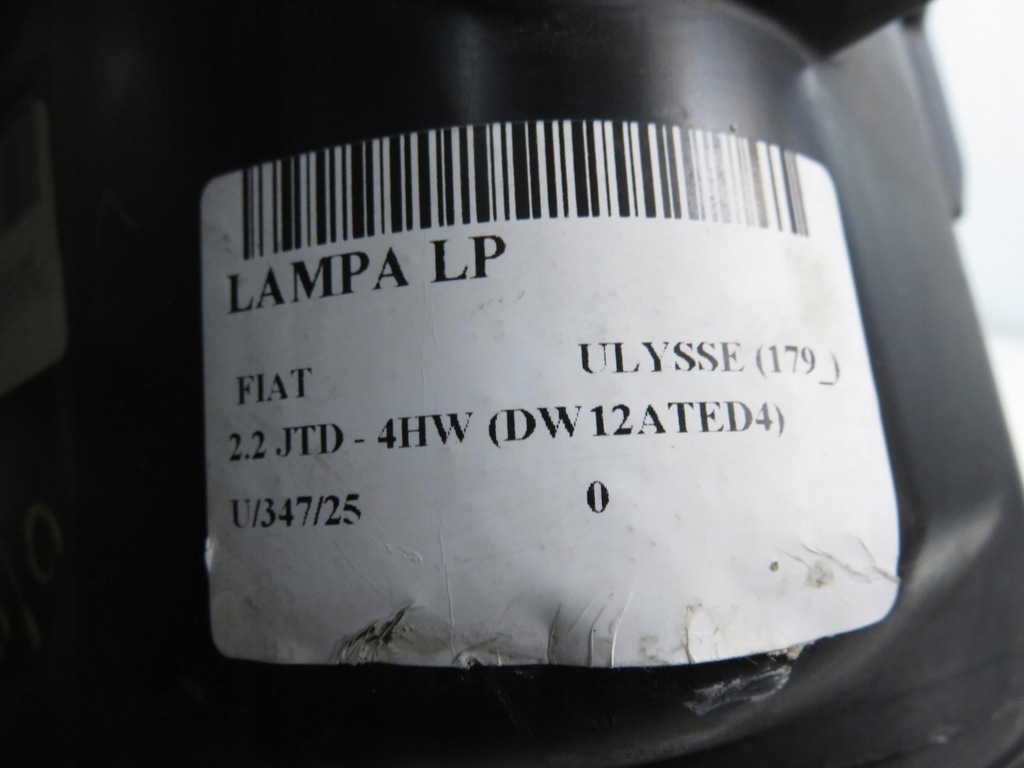 LAMPA LP
FIAT ULYSSE (179_)
2.2 JTD - 4HW (DW12ATED4)
U/347/25 0